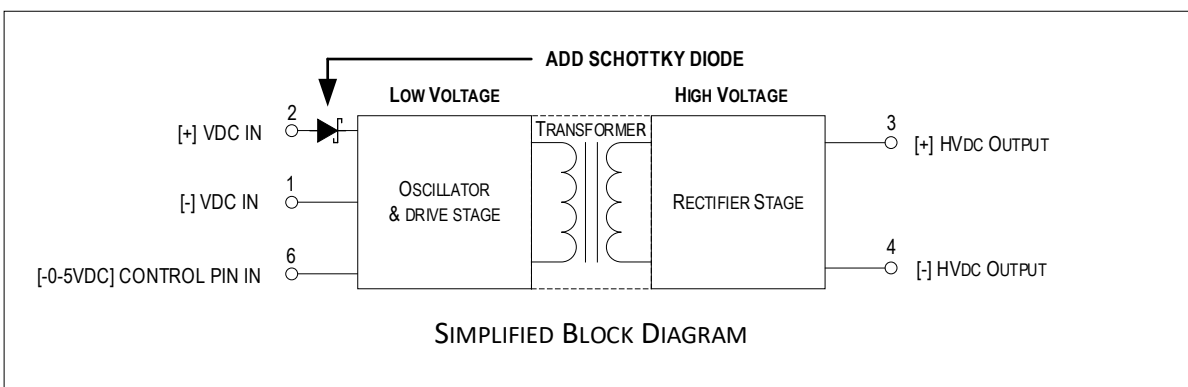 ADD SCHOTTKY DIODE
LOW VOLTAGE
HIGH VOLTAGE
2
[+] VDC IN
TRANSFORMER
3
[+] HVDC OUTPUT
1
[-] VDC IN
OSCILLATOR
& DRIVE STAGE
RECTIFIER STAGE
6
[-0-5VDC] CONTROL PIN IN
4
[-] HVDC OUTPUT
SIMPLIFIED BLOCK DIAGRAM